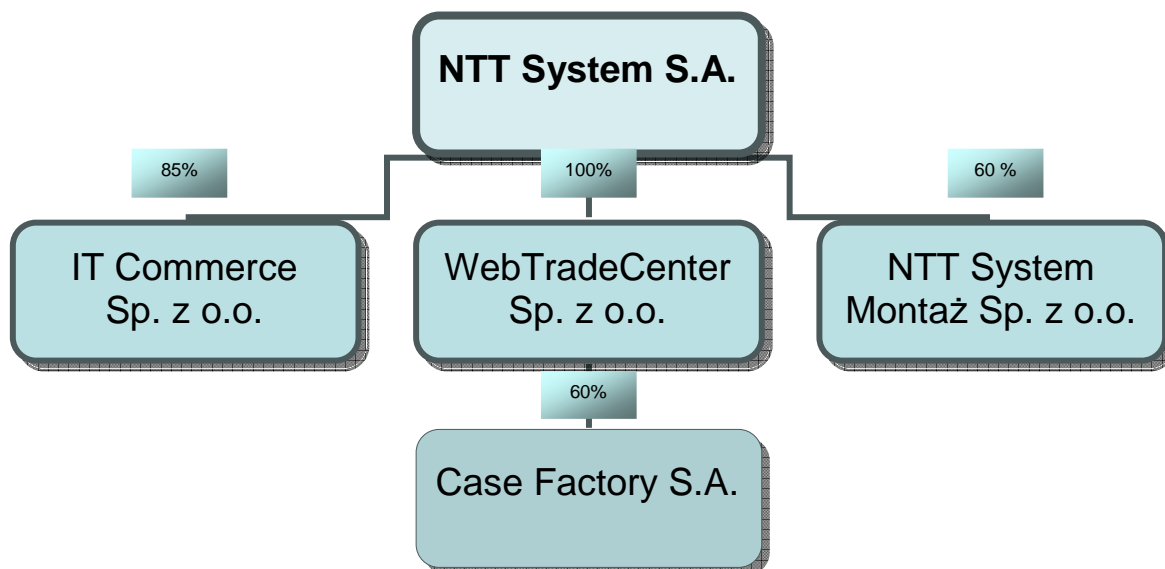 NTT System S.A.
85%
100%
60 %
IT Commerce
Sp. z o.o.
WebTradeCenter
Sp. z o.o.
NTT System
Montaż Sp. z o.o.
60%
Case Factory S.A.